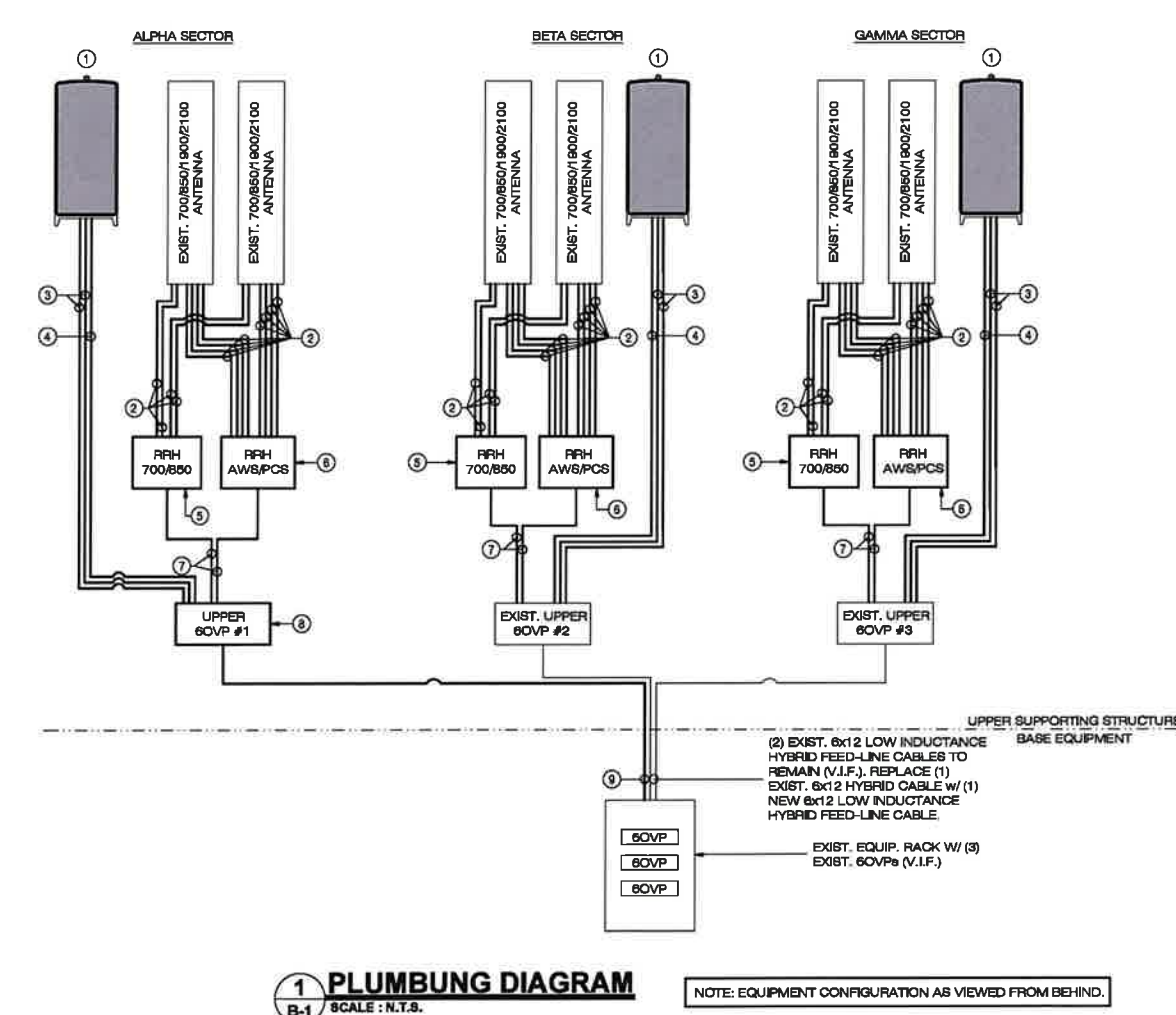 ALPHA SECTOR
BETA SECTOR
GAMMA SECTOR
1
1
1
EXIST. 700/850/1900/2100
ANTENNA
EXIST. 700/850/1900/2100
ANTENNA
EXIST. 700/850/1900/2100
ANTENNA
EXIST. 700/850/1900/2100
ANTENNA
EXIST. 700/850/1900/2100
ANTENNA
EXIST. 700/850/1900/2100
ANTENNA
3
3
3
4
2
2
4
2
4
2
2
2
RRH
700/850
RRH
AWS/PCS
6
5
RRH
700/850
RRH
AWS/PCS
5
RRH
700/850
RRH
AWS/PCS
5
6
6
7
7
7
UPPER
6OVP #1
8
EXIST. UPPER
6OVP #2
EXIST. UPPER
6OVP #3
UPPER SUPPORTING STRUCTURE
BASE EQUIPMENT
(2) EXIST. 6x12 LOW INDUCTANCE
HYBRID FEED-LINE CABLES TO
REMAIN (V.I.F.). REPLACE (1)
EXIST. 6x12 HYBRID CABLE w/ (1)
NEW 6x12 LOW INDUCTANCE
HYBRID FEED-LINE CABLE.
9
6OVP
6OVP
6OVP
EXIST. EQUIP. RACK W/ (3)
EXIST. 6OVPs (V.I.F.)
1
B-1
PLUMBUNG DIAGRAM
SCALE : N.T.S.
NOTE: EQUIPMENT CONFIGURATION AS VIEWED FROM BEHIND.